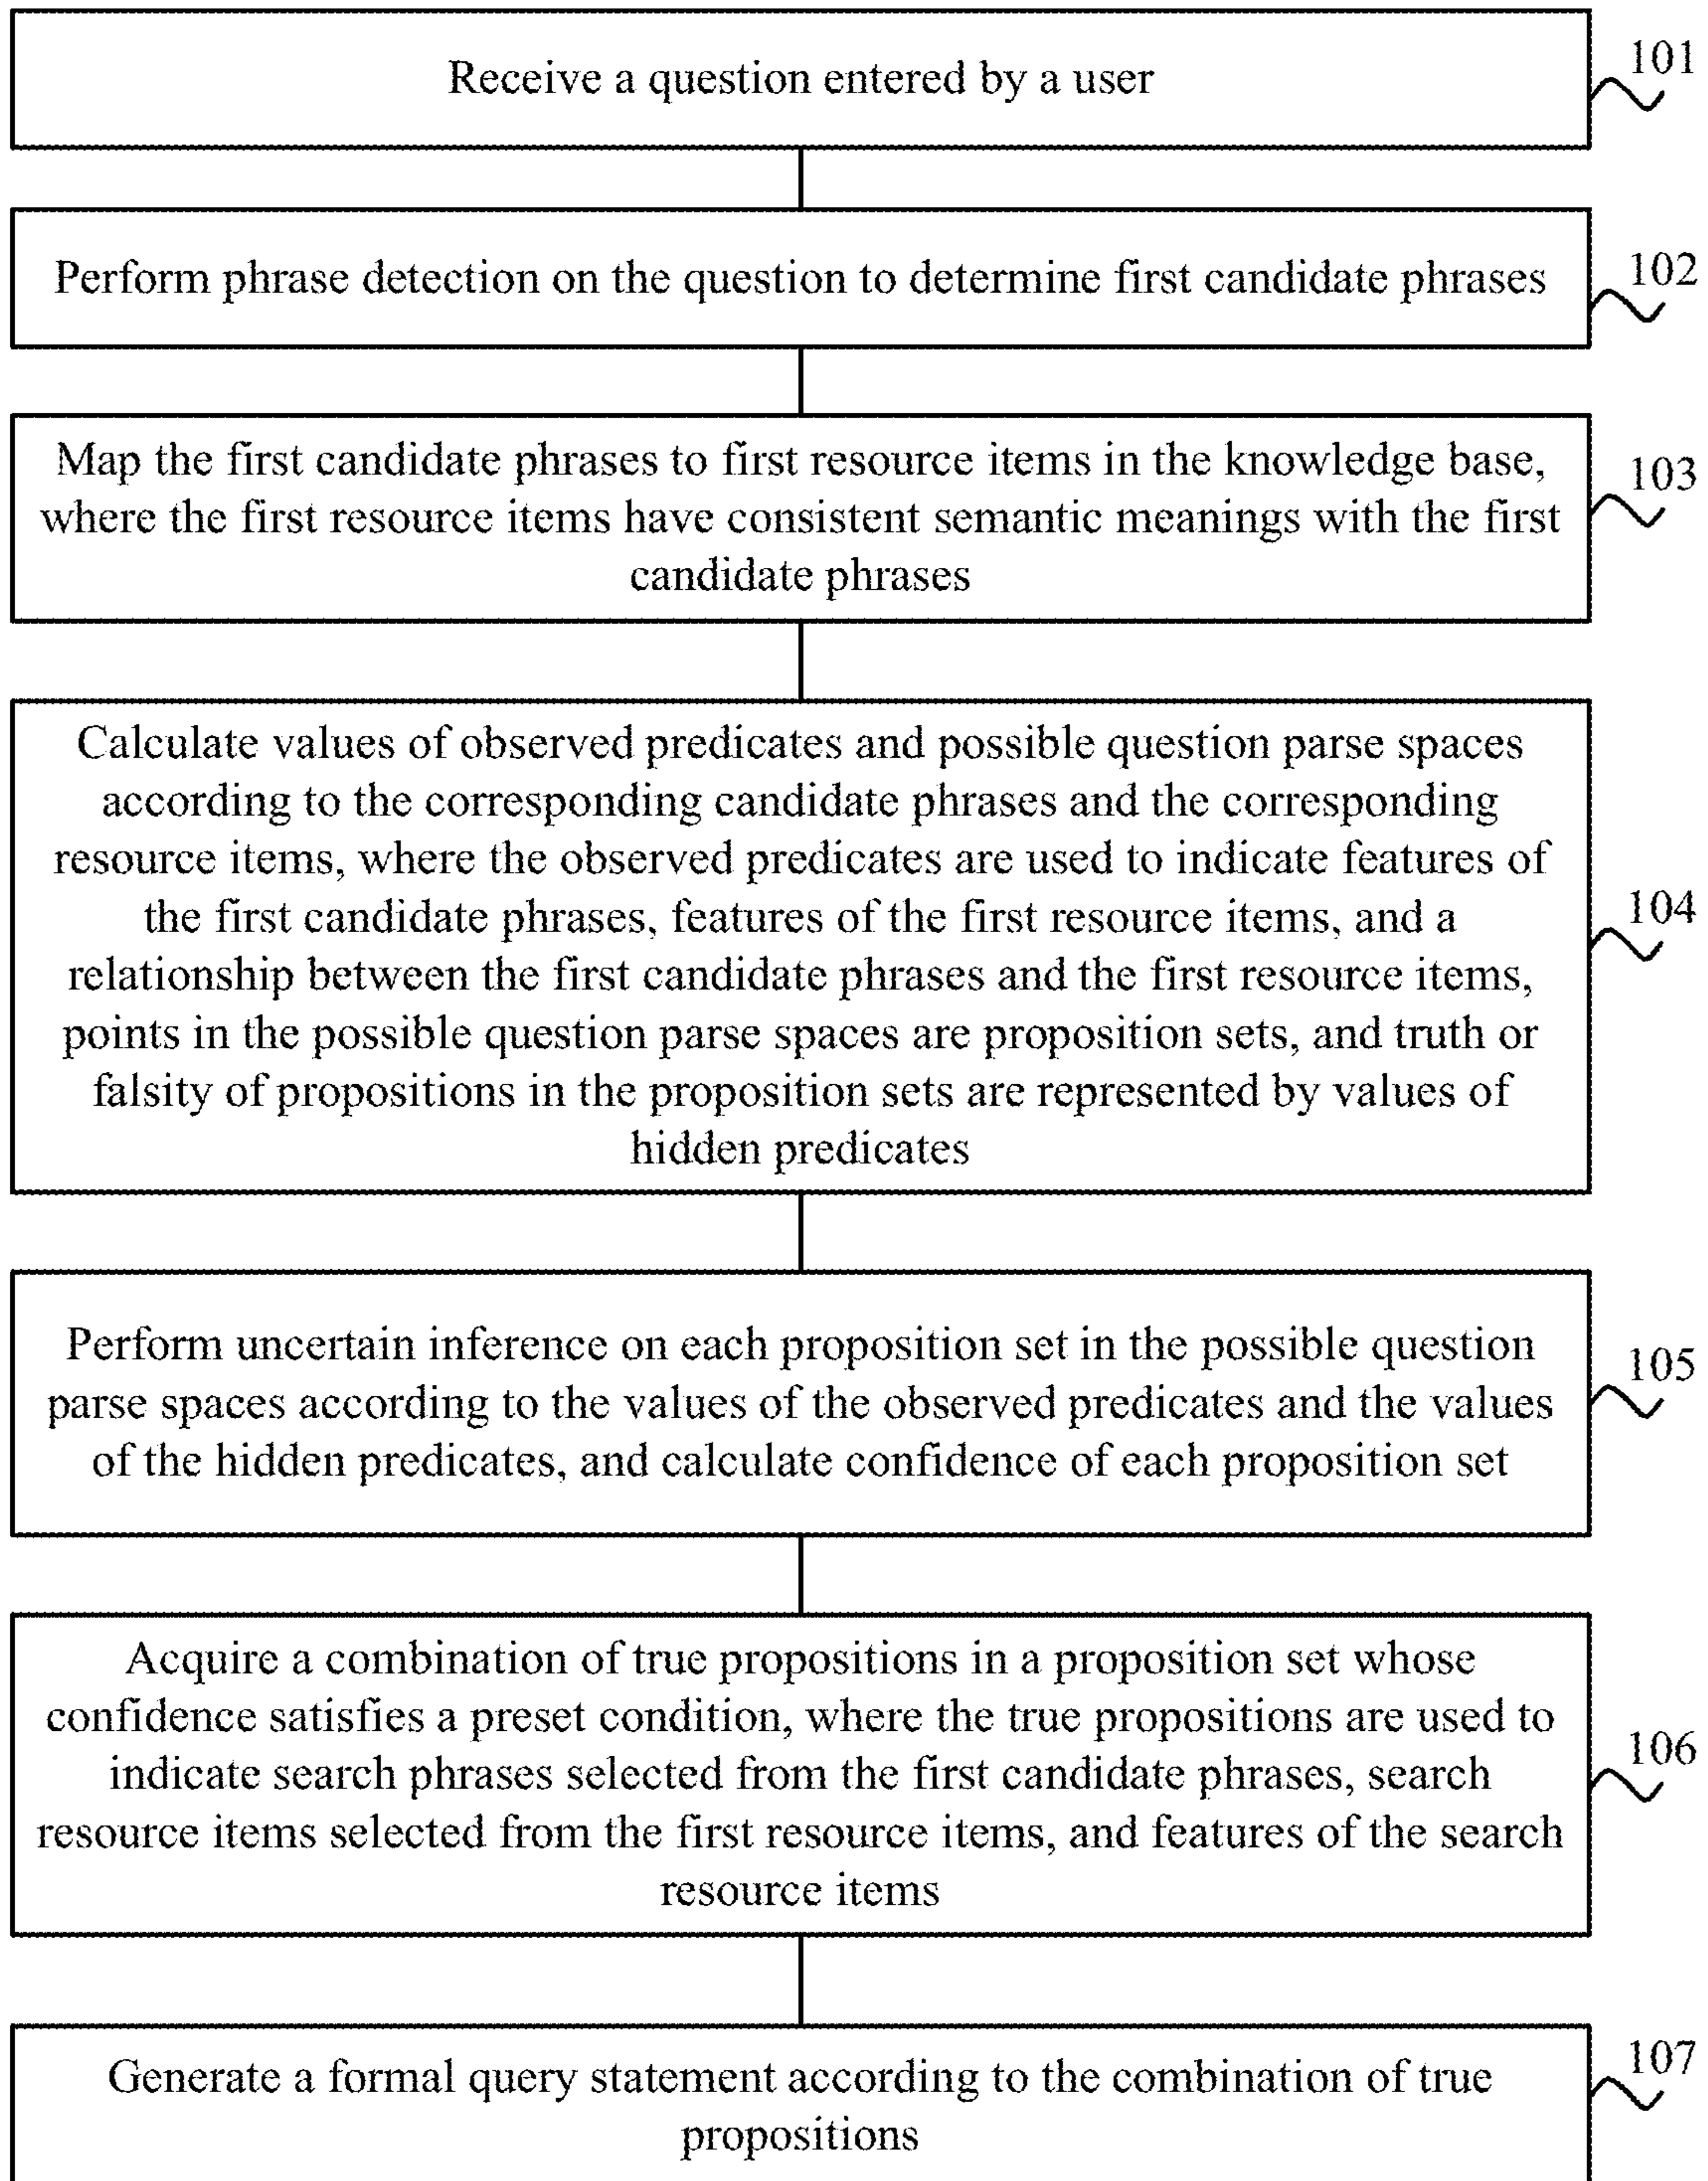 Receive a question entered by a user
101
Perform phrase detection on the question to determine first candidate phrases
102
Map the first candidate phrases to first resource items in the knowledge base,
where the first resource items have consistent semantic meanings with the first
candidate phrases
103
Calculate values of observed predicates and possible question parse spaces
according to the corresponding candidate phrases and the corresponding
resource items, where the observed predicates are used to indicate features of
the first candidate phrases, features of the first resource items, and a
relationship between the first candidate phrases and the first resource items,
points in the possible question parse spaces are proposition sets, and truth or
falsity of propositions in the proposition sets are represented by values of
hidden predicates
104
Perform uncertain inference on each proposition set in the possible question
parse spaces according to the values of the observed predicates and the values
of the hidden predicates, and calculate confidence of each proposition set
105
Acquire a combination of true propositions in a proposition set whose
confidence satisfies a preset condition, where the true propositions are used to
indicate search phrases selected from the first candidate phrases, search
resource items selected from the first resource items, and features of the search
resource items
106
Generate a formal query statement according to the combination of true
propositions
107